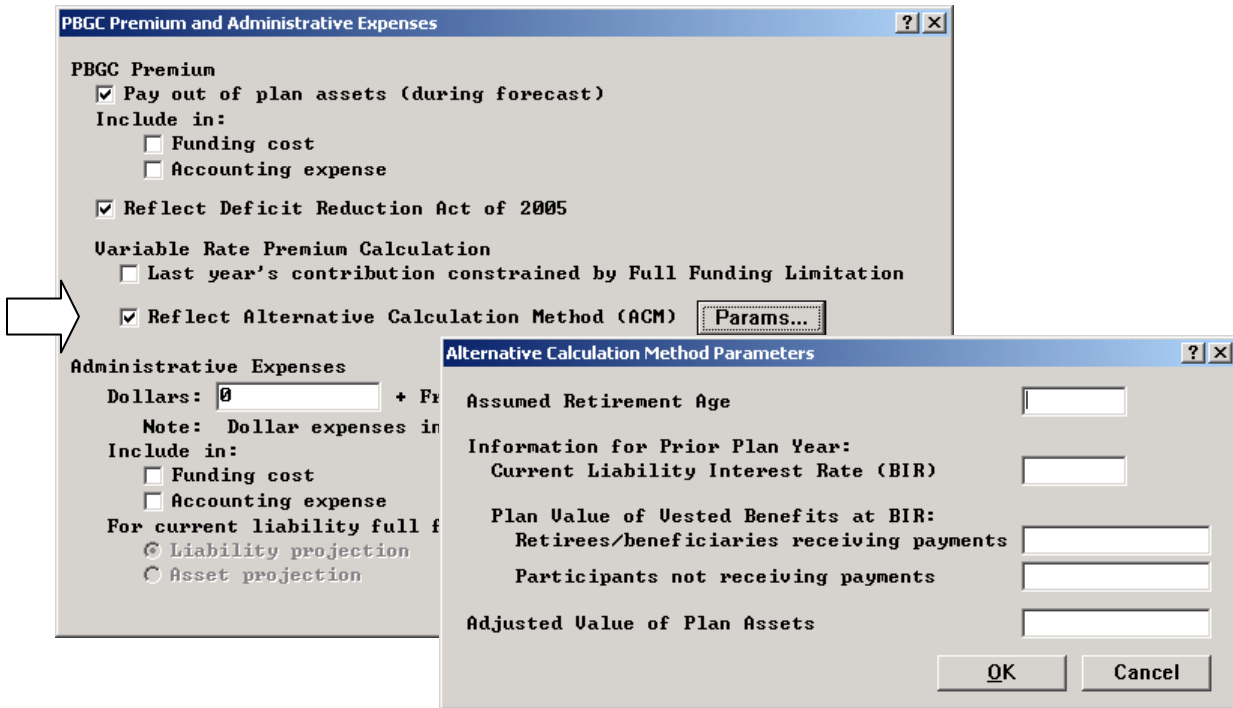 PBGC Premium and Administrative Expenses
PBGC Premium
Pay out of plan assets (during forecast)
Include in:
Funding cost
Accounting expense
Reflect Deficit Reduction Act of 2005
Variable Rate Premium Calculation
Last year's contribution constrained by Full Funding Limitation
Reflect Alternative Calculation Method (ACM) Params...
Administrative Expenses
Dollars: 0 + Fr
Note: Dollar expenses in
Include in:
Funding cost
Accounting expense
For current liability full f
Liability projection
Asset projection
Alternative Calculation Method Parameters
Assumed Retirement Age
Information for Prior Plan Year:
Current Liability Interest Rate (BIR)
Plan Value of Vested Benefits at BIR:
Retirees/beneficiaries receiving payments
Participants not receiving payments
Adjusted Value of Plan Assets
OK Cancel